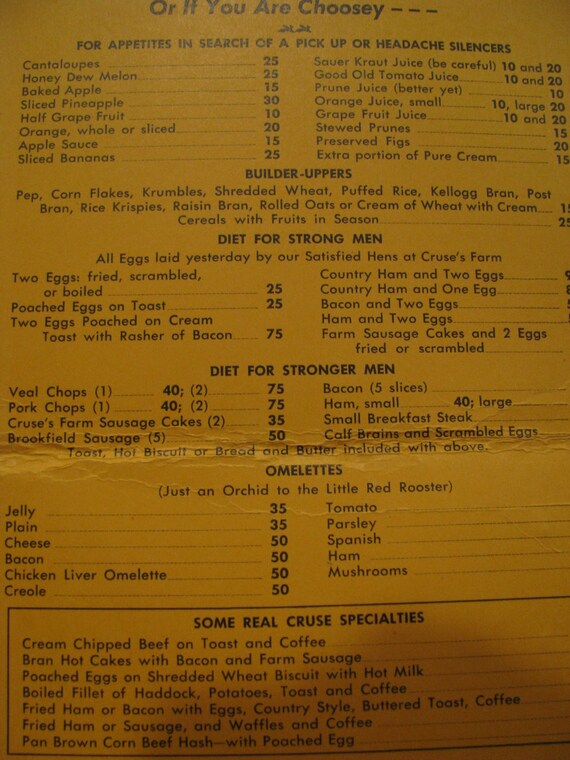 Or If You Are Choosey – – –
FOR APPETITES IN SEARCH OF A PICK UP OR HEADACHE SILENCERS
Cantaloupes 25
Honey Dew Melon 25
Baked Apple 15
Sliced Pineapple 30
Half Grape Fruit 10
Orange, whole or sliced 20
Apple Sauce 15
Sliced Bananas 25
Sauer Kraut Juice (be careful) 10 and 20
Good Old Tomato Juice 10 and 20
Prune Juice (better yet) 10
Orange Juice, small 10, large 20
Grape Fruit Juice 10 and 20
Stewed Prunes 15
Preserved Figs 20
Extra portion of Pure Cream 15
BUILDER-UPPERS
Pep, Corn Flakes, Krumbles, Shredded Wheat, Puffed Rice, Kellogg Bran, Post
Bran, Rice Krispies, Raisin Bran, Rolled Oats or Cream of Wheat with Cream 15
Cereals with Fruits in Season 25
DIET FOR STRONG MEN
All Eggs laid yesterday by our Satisfied Hens at Cruse's Farm
Two Eggs: fried, scrambled,
or boiled 25
Poached Eggs on Toast 25
Two Eggs Poached on Cream
Toast with Rasher of Bacon 75
Country Ham and Two Eggs
Country Ham and One Egg
Bacon and Two Eggs
Ham and Two Eggs
Farm Sausage Cakes and 2 Eggs
fried or scrambled
DIET FOR STRONGER MEN
Veal Chops (1) 40; (2) 75
Pork Chops (1) 40; (2) 75
Cruse's Farm Sausage Cakes (2) 35
Brookfield Sausage (5) 50
Bacon (5 slices)
Ham, small 40; large
Small Breakfast Steak
Calf Brains and Scrambled Eggs
Toast, Hot Biscuit or Bread and Butter included with above.
OMELETTES
(Just an Orchid to the Little Red Rooster)
Jelly 35
Plain 35
Cheese 50
Bacon 50
Chicken Liver Omelette 50
Creole 50
Tomato
Parsley
Spanish
Ham
Mushrooms
SOME REAL CRUSE SPECIALTIES
Cream Chipped Beef on Toast and Coffee
Bran Hot Cakes with Bacon and Farm Sausage
Poached Eggs on Shredded Wheat Biscuit with Hot Milk
Boiled Fillet of Haddock, Potatoes, Toast and Coffee
Fried Ham or Bacon with Eggs, Country Style, Buttered Toast, Coffee
Fried Ham or Sausage, and Waffles and Coffee
Pan Brown Corn Beef Hash—with Poached Egg